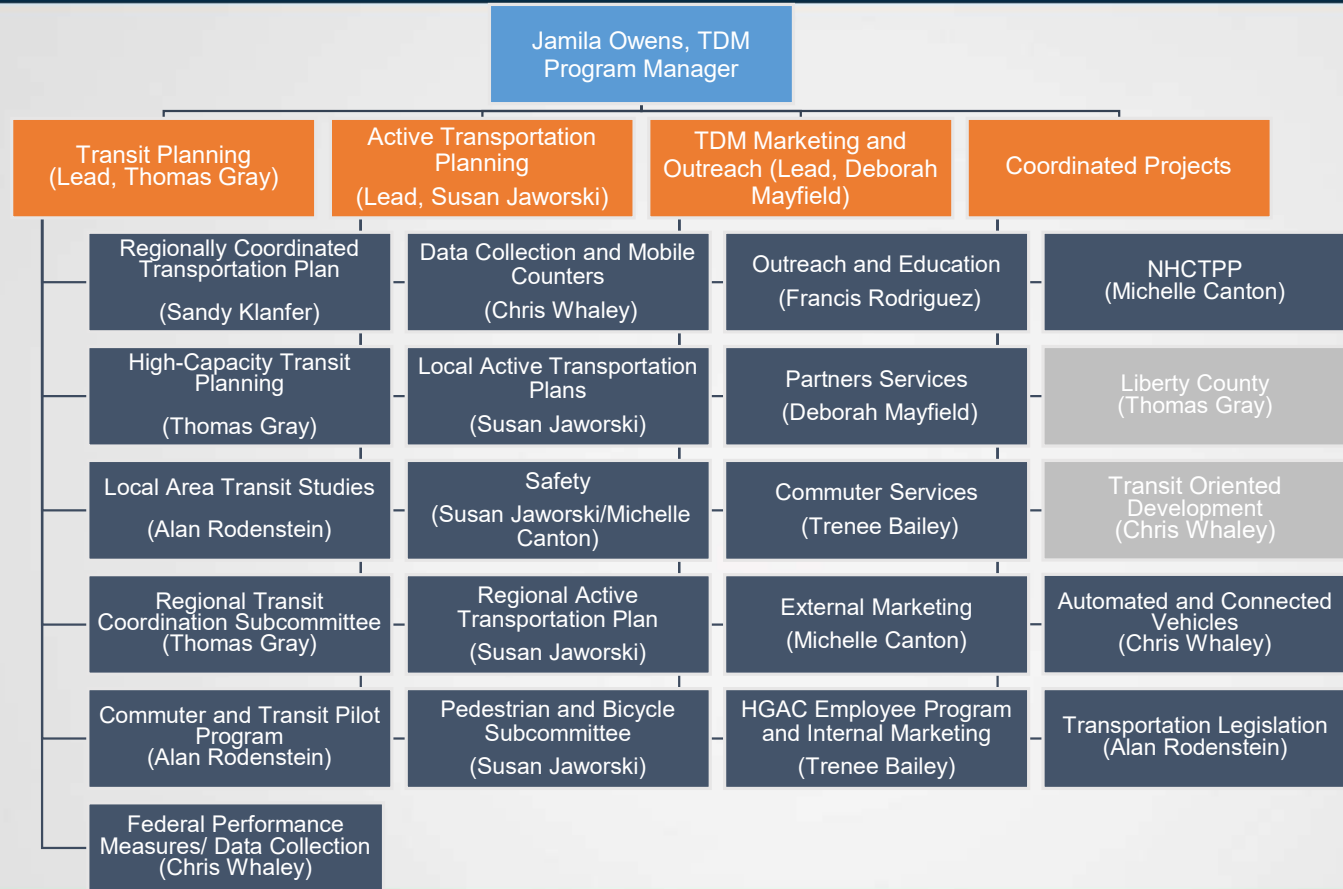 Jamila Owens, TDM
Program Manager
Transit Planning
(Lead, Thomas Gray)
Regionally Coordinated
Transportation Plan
(Sandy Klanfer)
High-Capacity Transit
Planning
(Thomas Gray)
Local Area Transit Studies
(Alan Rodenstein)
Regional Transit
Coordination Subcommittee
(Thomas Gray)
Commuter and Transit Pilot
Program
(Alan Rodenstein)
Federal Performance
Measures/ Data Collection
(Chris Whaley)
Active Transportation
Planning
(Lead, Susan Jaworski)
Data Collection and Mobile
Counters
(Chris Whaley)
Local Active Transportation
Plans
(Susan Jaworski)
Safety
(Susan Jaworski/Michelle
Canton)
Regional Active
Transportation Plan
(Susan Jaworski)
Pedestrian and Bicycle
Subcommittee
(Susan Jaworski)
TDM Marketing and
Outreach (Lead, Deborah
Mayfield)
Outreach and Education
(Francis Rodriguez)
Partners Services
(Deborah Mayfield)
Commuter Services
(Trenee Bailey)
External Marketing
(Michelle Canton)
HGAC Employee Program
and Internal Marketing
(Trenee Bailey)
Coordinated Projects
NHCTPP
(Michelle Canton)
Liberty County
(Thomas Gray)
Transit Oriented
Development
(Chris Whaley)
Automated and Connected
Vehicles
(Chris Whaley)
Transportation Legislation
(Alan Rodenstein)